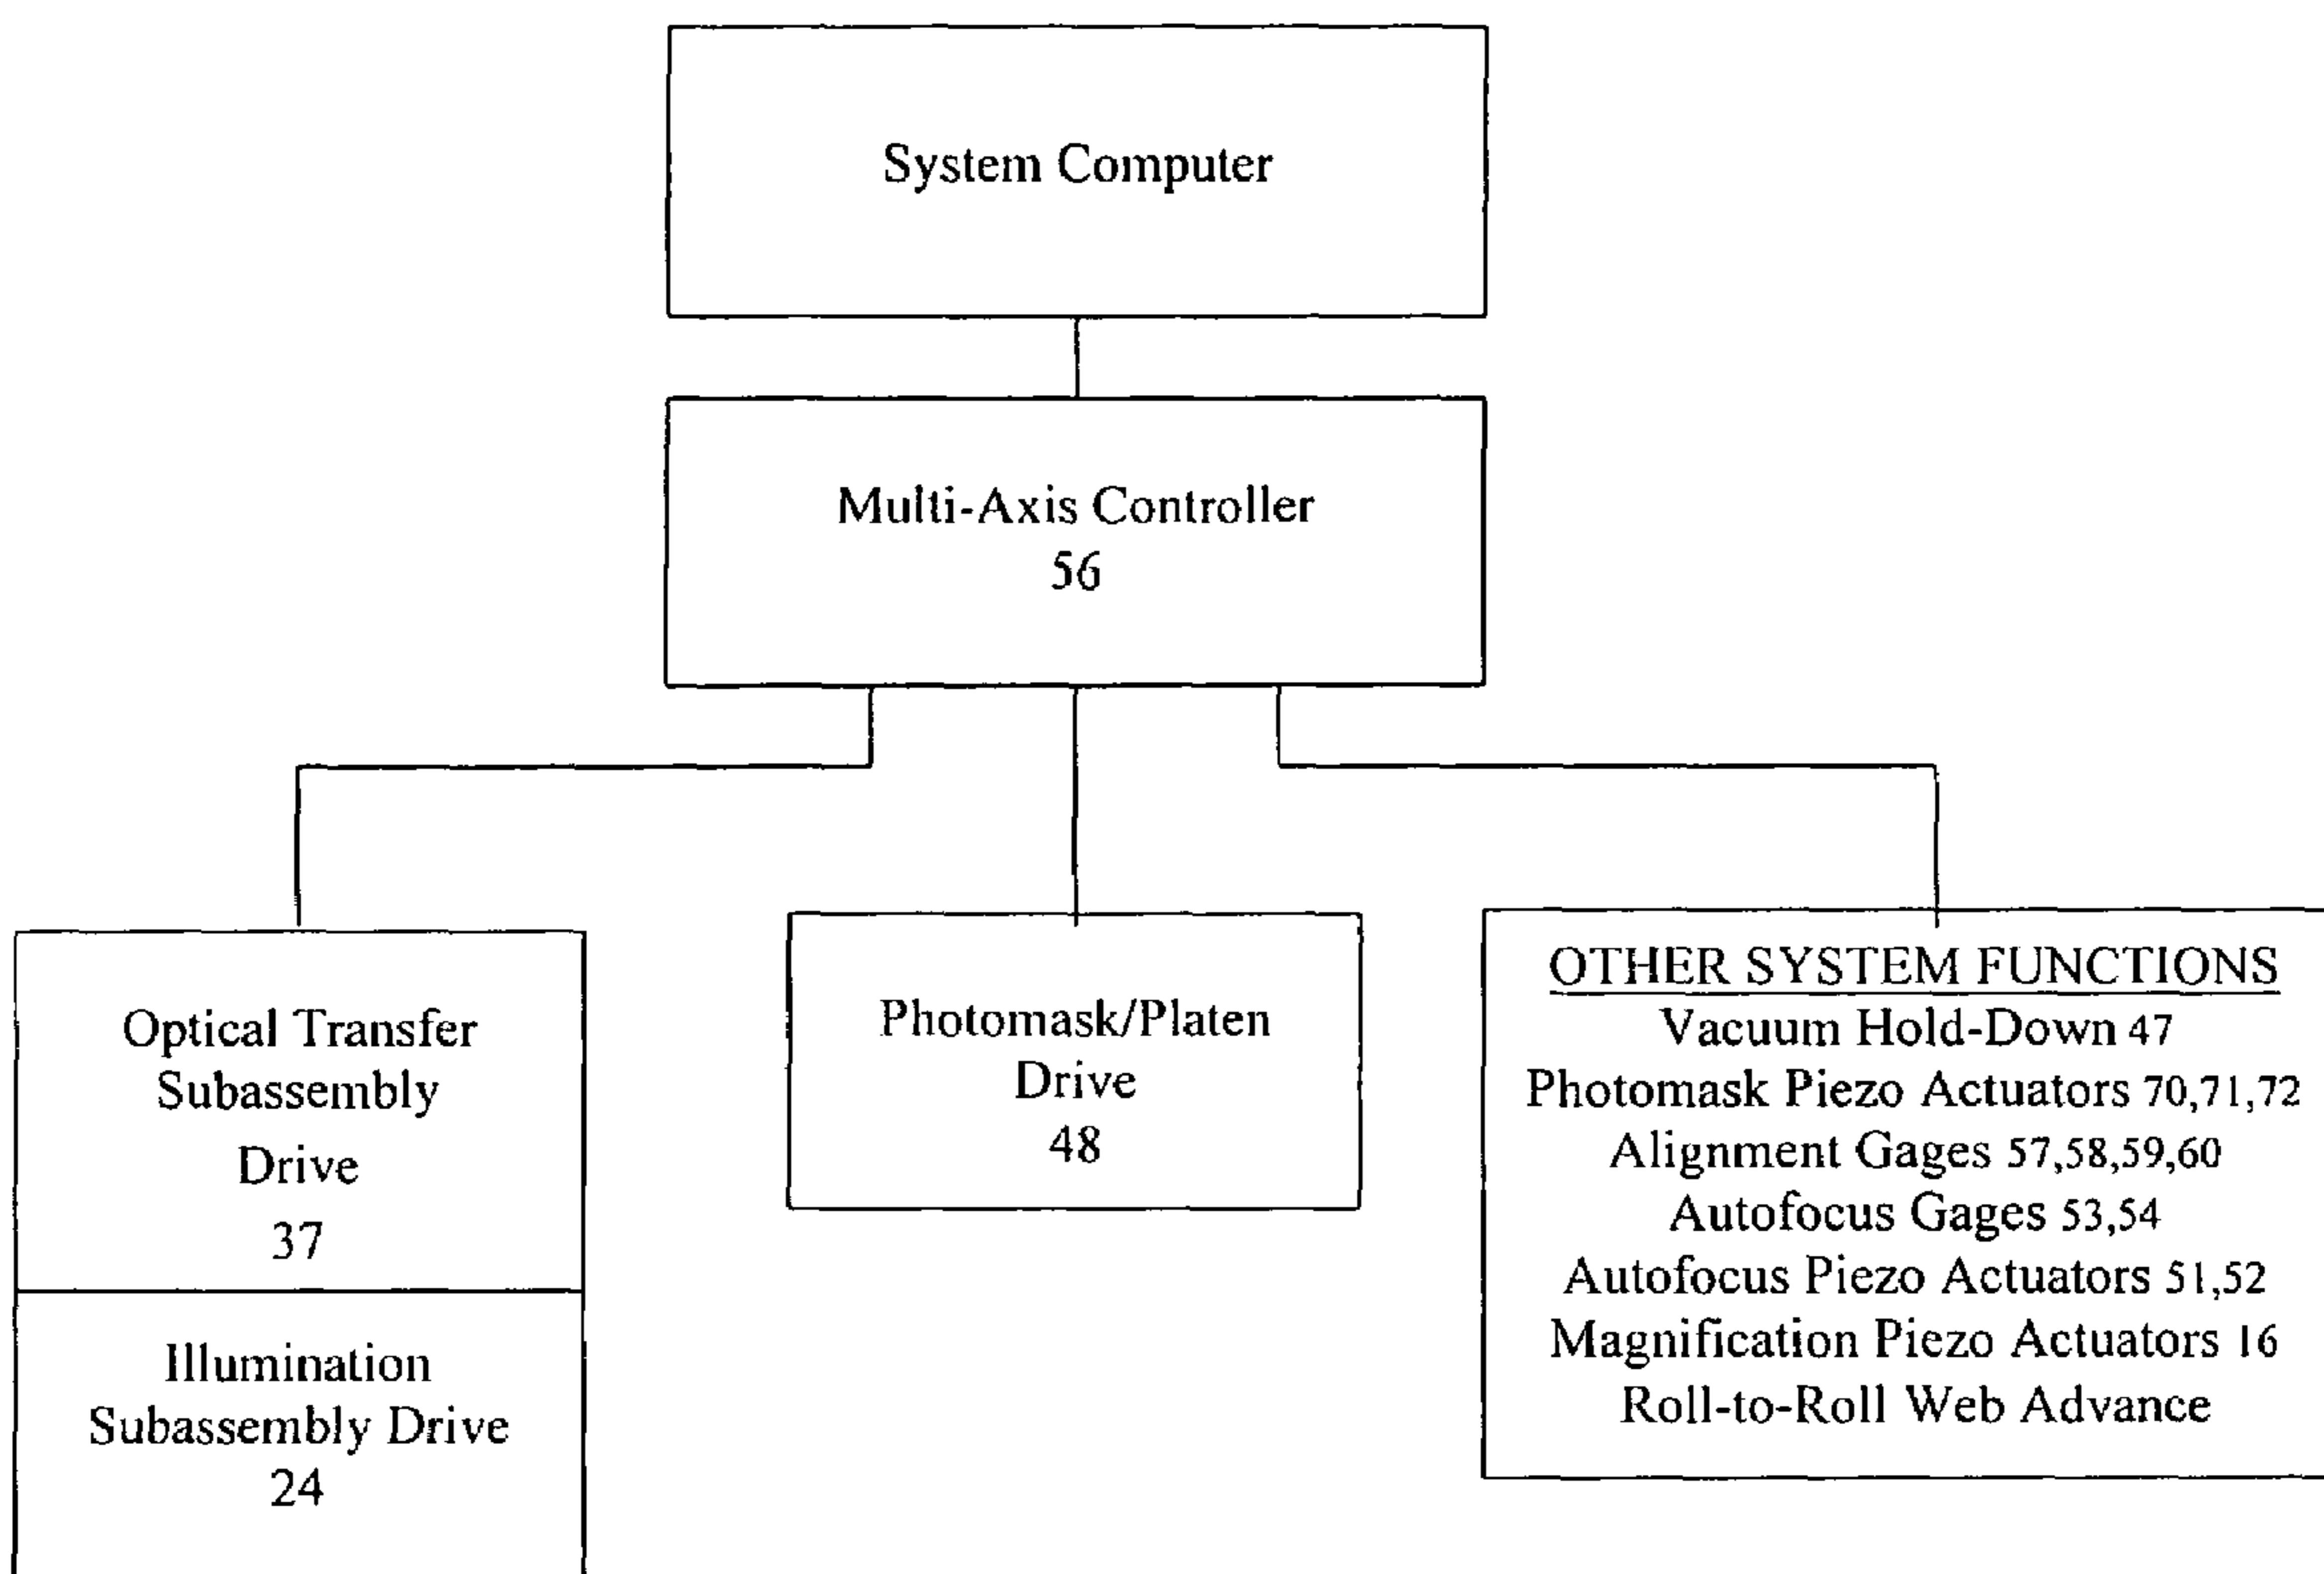 System Computer
Multi-Axis Controller
56
Optical Transfer
Subassembly
Drive
37
Illumination
Subassembly Drive
24
Photomask/Platen
Drive
48
OTHER SYSTEM FUNCTIONS
Vacuum Hold-Down 47
Photomask Piezo Actuators 70,71,72
Alignment Gages 57,58,59,60
Autofocus Gages 53,54
Autofocus Piezo Actuators 51,52
Magnification Piezo Actuators 16
Roll-to-Roll Web Advance